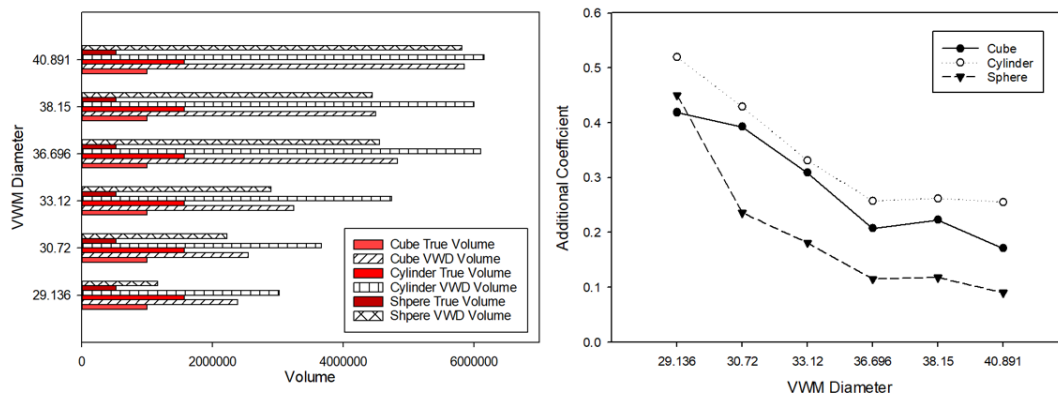 VWM Diameter
40.891
38.15
36.696
33.12
30.72
29.136
Cube True Volume
Cube VWD Volume
Cylinder True Volume
Cylinder VWD Volume
Shpere True Volume
Shpere VWD Volume
0 2000000 4000000 6000000
Volume
Additional Coefficient
0.6
0.5
0.4
0.3
0.2
0.1
0.0
Cube
Cylinder
Sphere
29.136 30.72 33.12 36.696 38.15 40.891
VWM Diameter